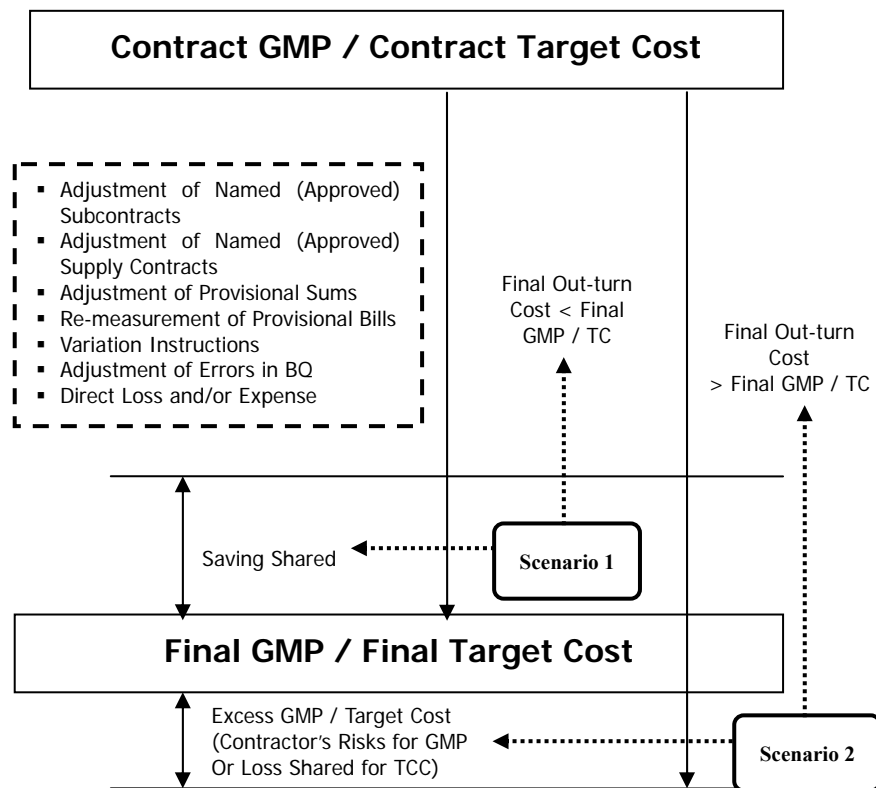 Contract GMP / Contract Target Cost
▪ Adjustment of Named (Approved)
Subcontracts
▪ Adjustment of Named (Approved)
Supply Contracts
▪ Adjustment of Provisional Sums
▪ Re-measurement of Provisional Bills
▪ Variation Instructions
▪ Adjustment of Errors in BQ
▪ Direct Loss and/or Expense
Final Out-turn
Cost < Final
GMP / TC
Final Out-turn
Cost
> Final GMP / TC
Saving Shared
Scenario 1
Final GMP / Final Target Cost
Excess GMP / Target Cost
(Contractor's Risks for GMP
Or Loss Shared for TCC)
Scenario 2